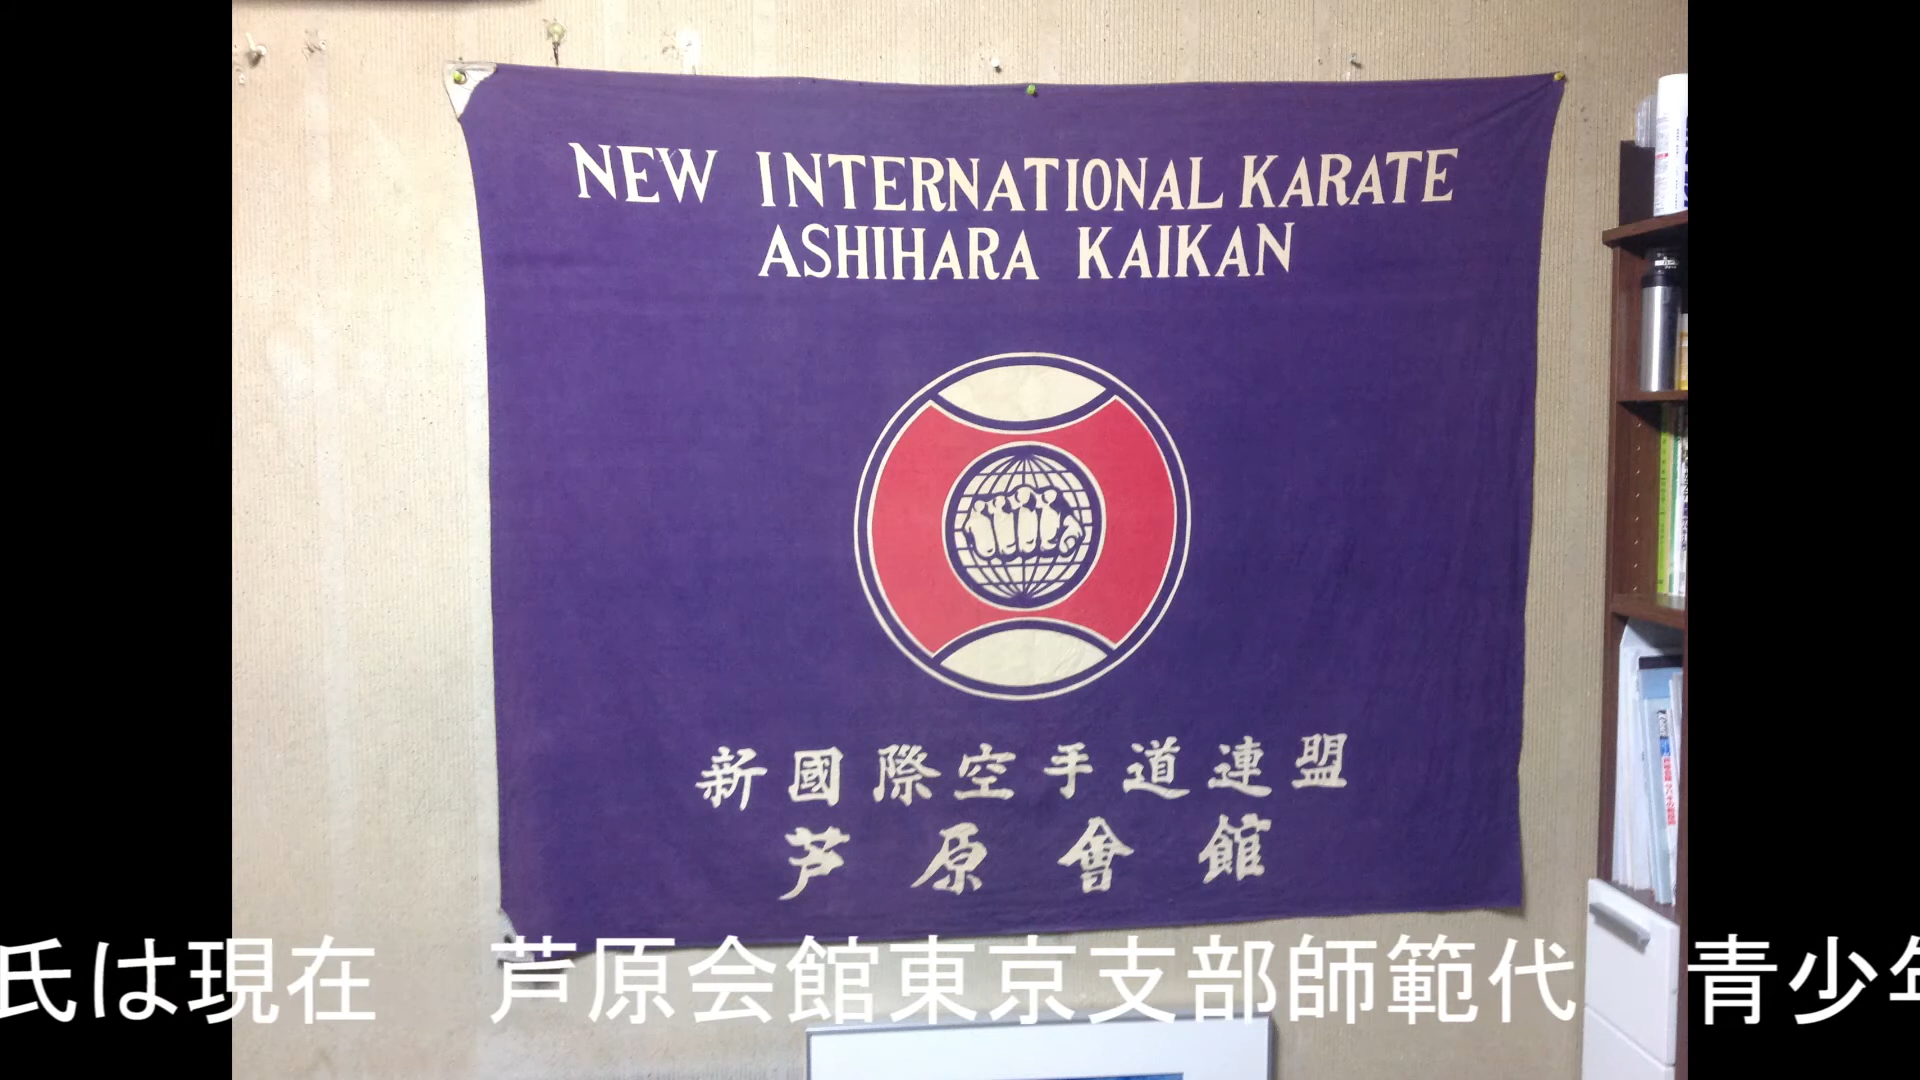 NEW INTERNATIONAL KARATE
ASHIHARA KAIKAN
新國際空手道連盟
芦原會館
氏は現在　芦原会館東京支部師範代　青少年